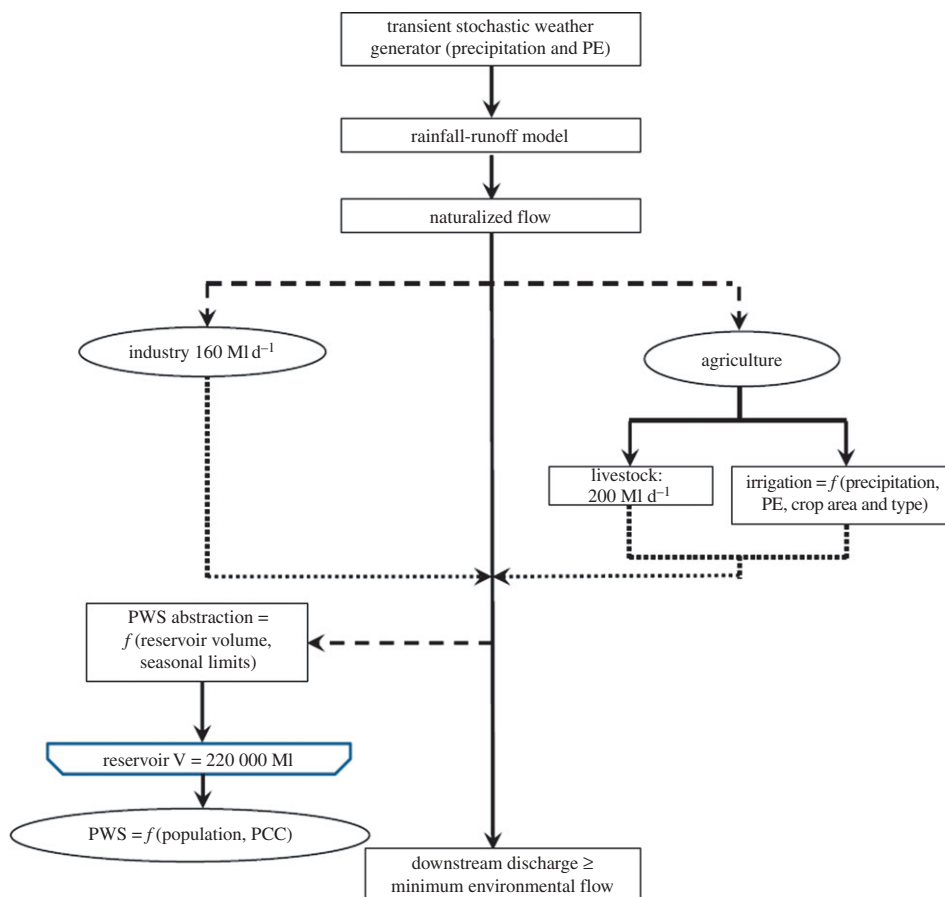 transient stochastic weather
generator (precipitation and PE)
rainfall-runoff model
naturalized flow
industry 160 Ml d⁻¹
agriculture
livestock:
200 Ml d⁻¹
irrigation = f (precipitation,
PE, crop area and type)
PWS abstraction =
f (reservoir volume,
seasonal limits)
reservoir V = 220 000 Ml
PWS = f (population, PCC)
downstream discharge ≥
minimum environmental flow